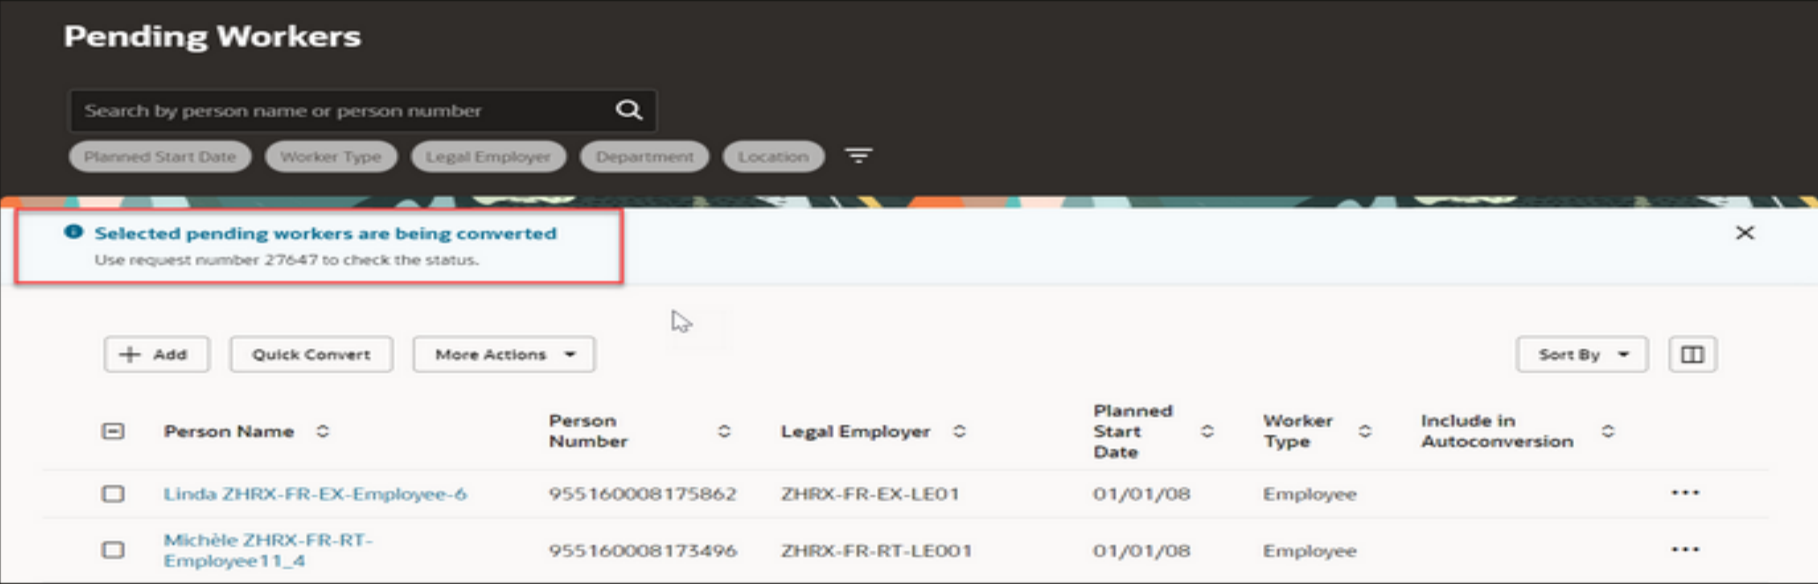 Pending Workers
Search by person name or person number
Planned Start Date Worker Type Legal Employer Department Location
Selected pending workers are being converted
Use request number 27647 to check the status.
+ Add Quick Convert More Actions Sort By
Person Name Person Number Legal Employer Planned Start Date Worker Type Include in Autoconversion
Linda ZHRX-FR-EX-Employee-6 955160008175862 ZHRX-FR-EX-LE01 01/01/08 Employee ...
Michèle ZHRX-FR-RT-
Employee11_4 955160008173496 ZHRX-FR-RT-LE001 01/01/08 Employee ...